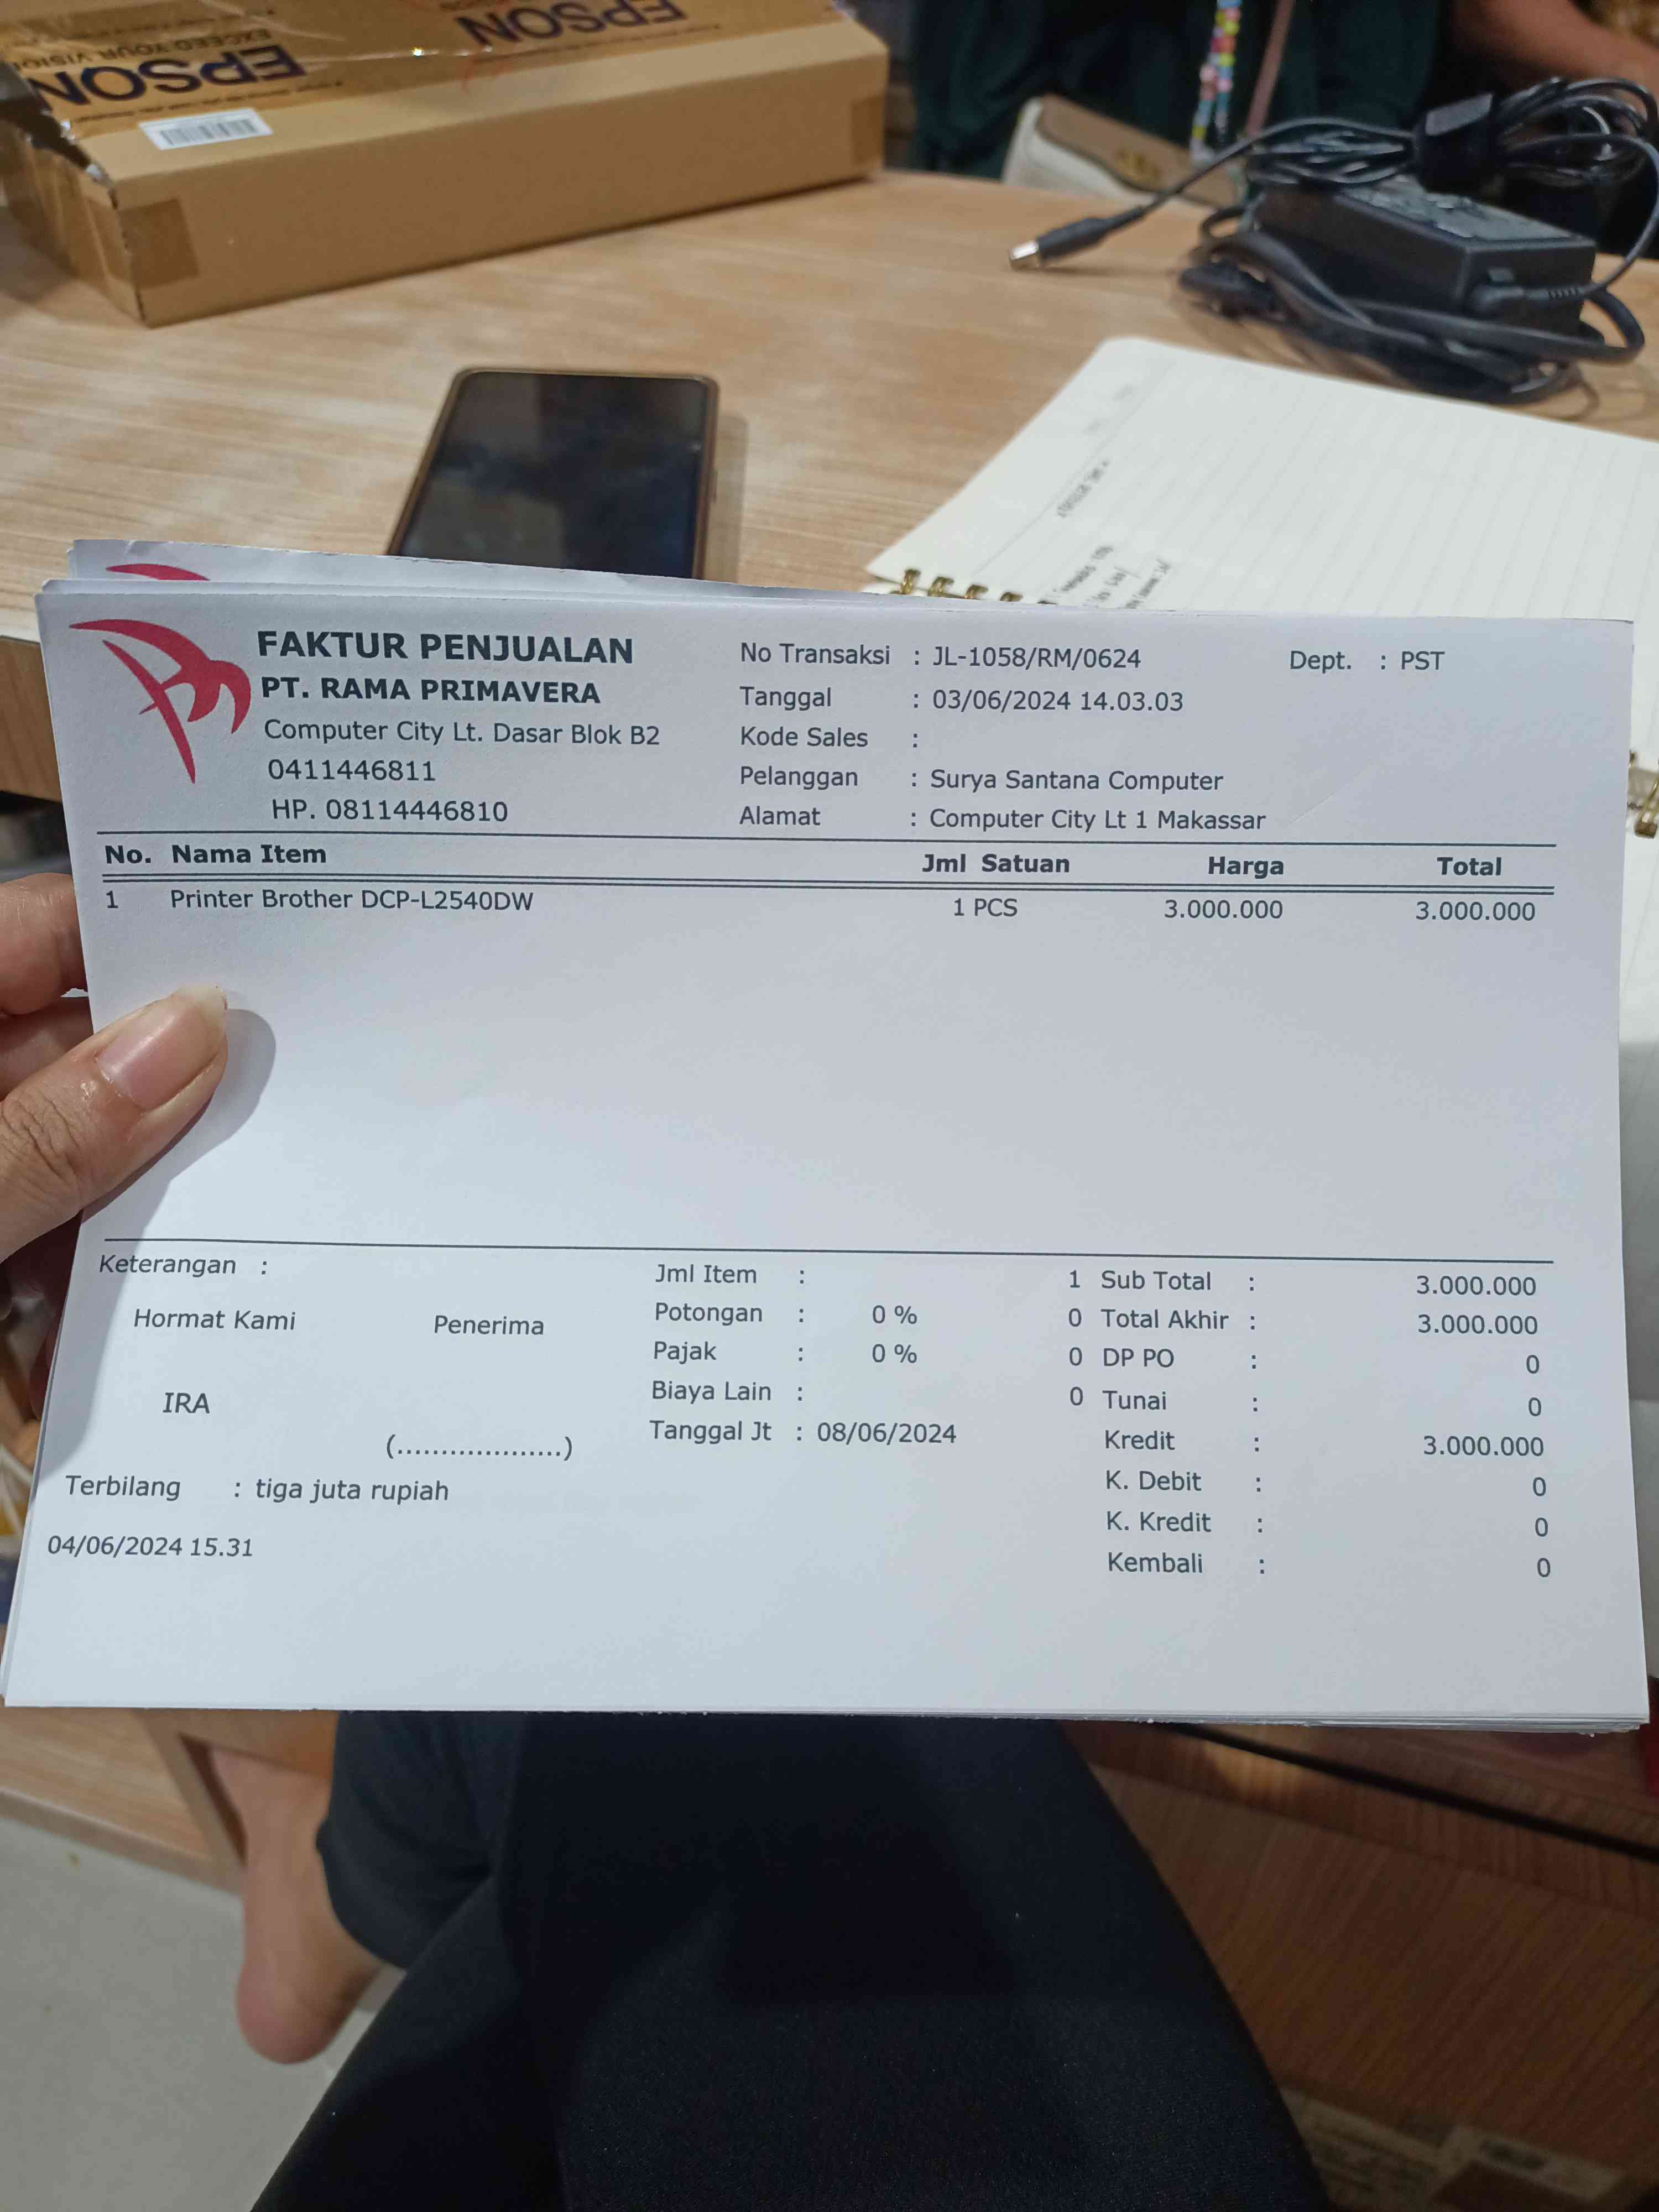 EPSON
EXCEED YOUR VISION
EPSON
FAKTUR PENJUALAN
PT. RAMA PRIMAVERA
Computer City Lt. Dasar Blok B2
0411446811
HP. 08114446810
No Transaksi : JL-1058/RM/0624
Dept. : PST
Tanggal : 03/06/2024 14.03.03
Kode Sales :
Pelanggan : Surya Santana Computer
Alamat : Computer City Lt 1 Makassar
No. Nama Item Jml Satuan Harga Total
1 Printer Brother DCP-L2540DW 1 PCS 3.000.000 3.000.000
Keterangan :
Hormat Kami Penerima
IRA
(....................)
Terbilang : tiga juta rupiah
04/06/2024 15.31
Jml Item : 1
Potongan : 0 % 0
Pajak : 0 % 0
Biaya Lain : 0
Tanggal Jt : 08/06/2024
Sub Total : 3.000.000
Total Akhir : 3.000.000
DP PO : 0
Tunai : 0
Kredit : 3.000.000
K. Debit : 0
K. Kredit : 0
Kembali : 0